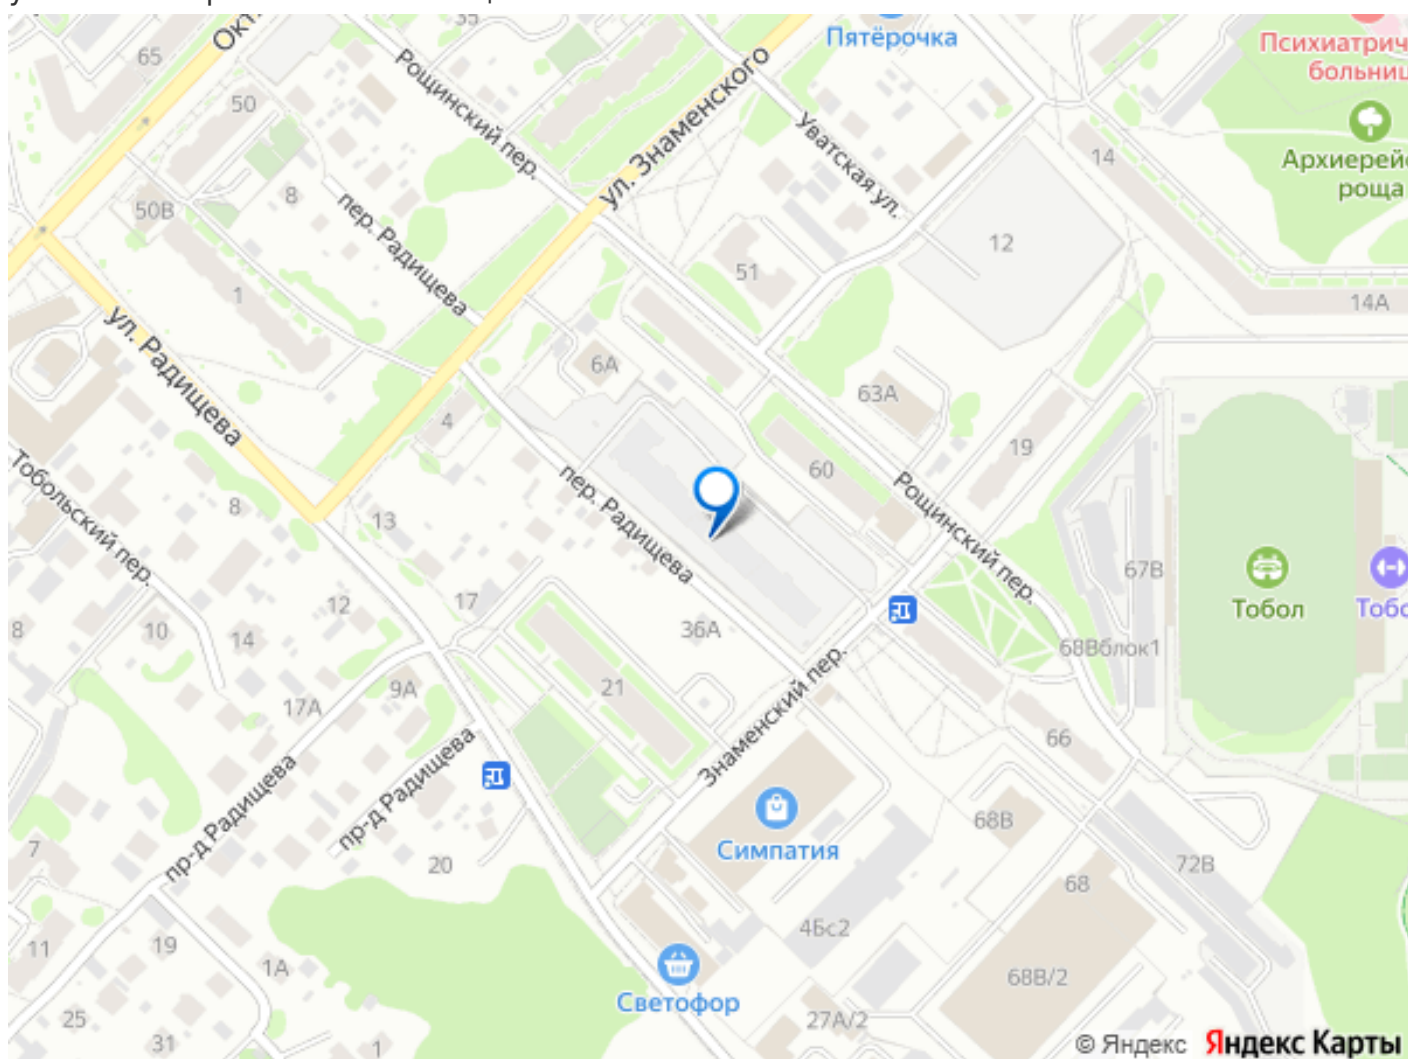 65
Окт
35
Пятёрочка
Психиатрич
больниц
Рощинский пер.
ул. Знаменского
50
Уватская ул.
14
Архиерей
роща
8
50В
пер. Радищева
51
12
1
14А
ул. Радищева
6А
63А
4
19
60
Тобольский пер.
пер. Радищева
Рощинский пер.
8
13
67В
Тобол
Тобо
12
17
8
10
14
36А
68Вблок1
21
9А
17А
Знаменский пер.
66
пр-д Радищева
пр-д Радищева
68В
Симпатия
7
20
72В
68
4Бс2
11
19
1А
68В/2
Светофор
25
27А/2
31
1
© Яндекс Яндекс Карты